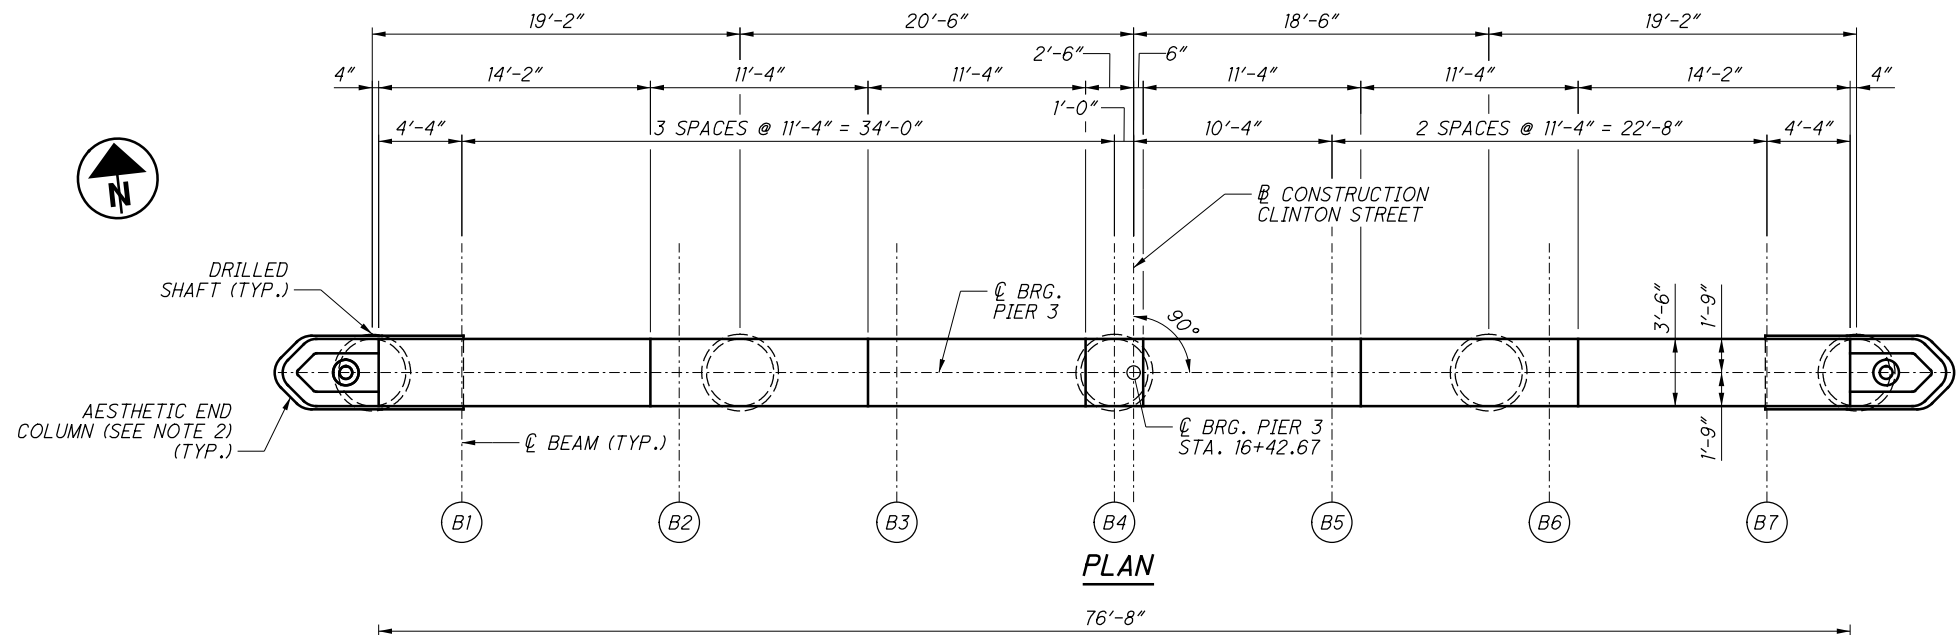 19'-2"
20'-6"
18'-6"
19'-2"
2'-6"
6"
4"
14'-2"
11'-4"
11'-4"
11'-4"
11'-4"
14'-2"
4"
1'-0"
4'-4"
3 SPACES @ 11'-4" = 34'-0"
10'-4"
2 SPACES @ 11'-4" = 22'-8"
4'-4"
N
℄ CONSTRUCTION
CLINTON STREET
DRILLED
SHAFT (TYP.)
℄ BRG.
PIER 3
90°
3'-6"
1'-9"
1'-9"
AESTHETIC END
COLUMN (SEE NOTE 2)
(TYP.)
℄ BEAM (TYP.)
℄ BRG. PIER 3
STA. 16+42.67
B1
B2
B3
B4
B5
B6
B7
PLAN
76'-8"